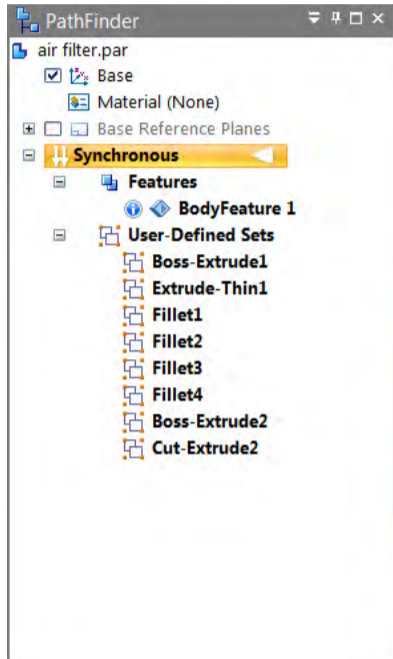 PathFinder
air filter.par
Base
Material (None)
Base Reference Planes
Synchronous
Features
BodyFeature 1
User-Defined Sets
Boss-Extrude1
Extrude-Thin1
Fillet1
Fillet2
Fillet3
Fillet4
Boss-Extrude2
Cut-Extrude2